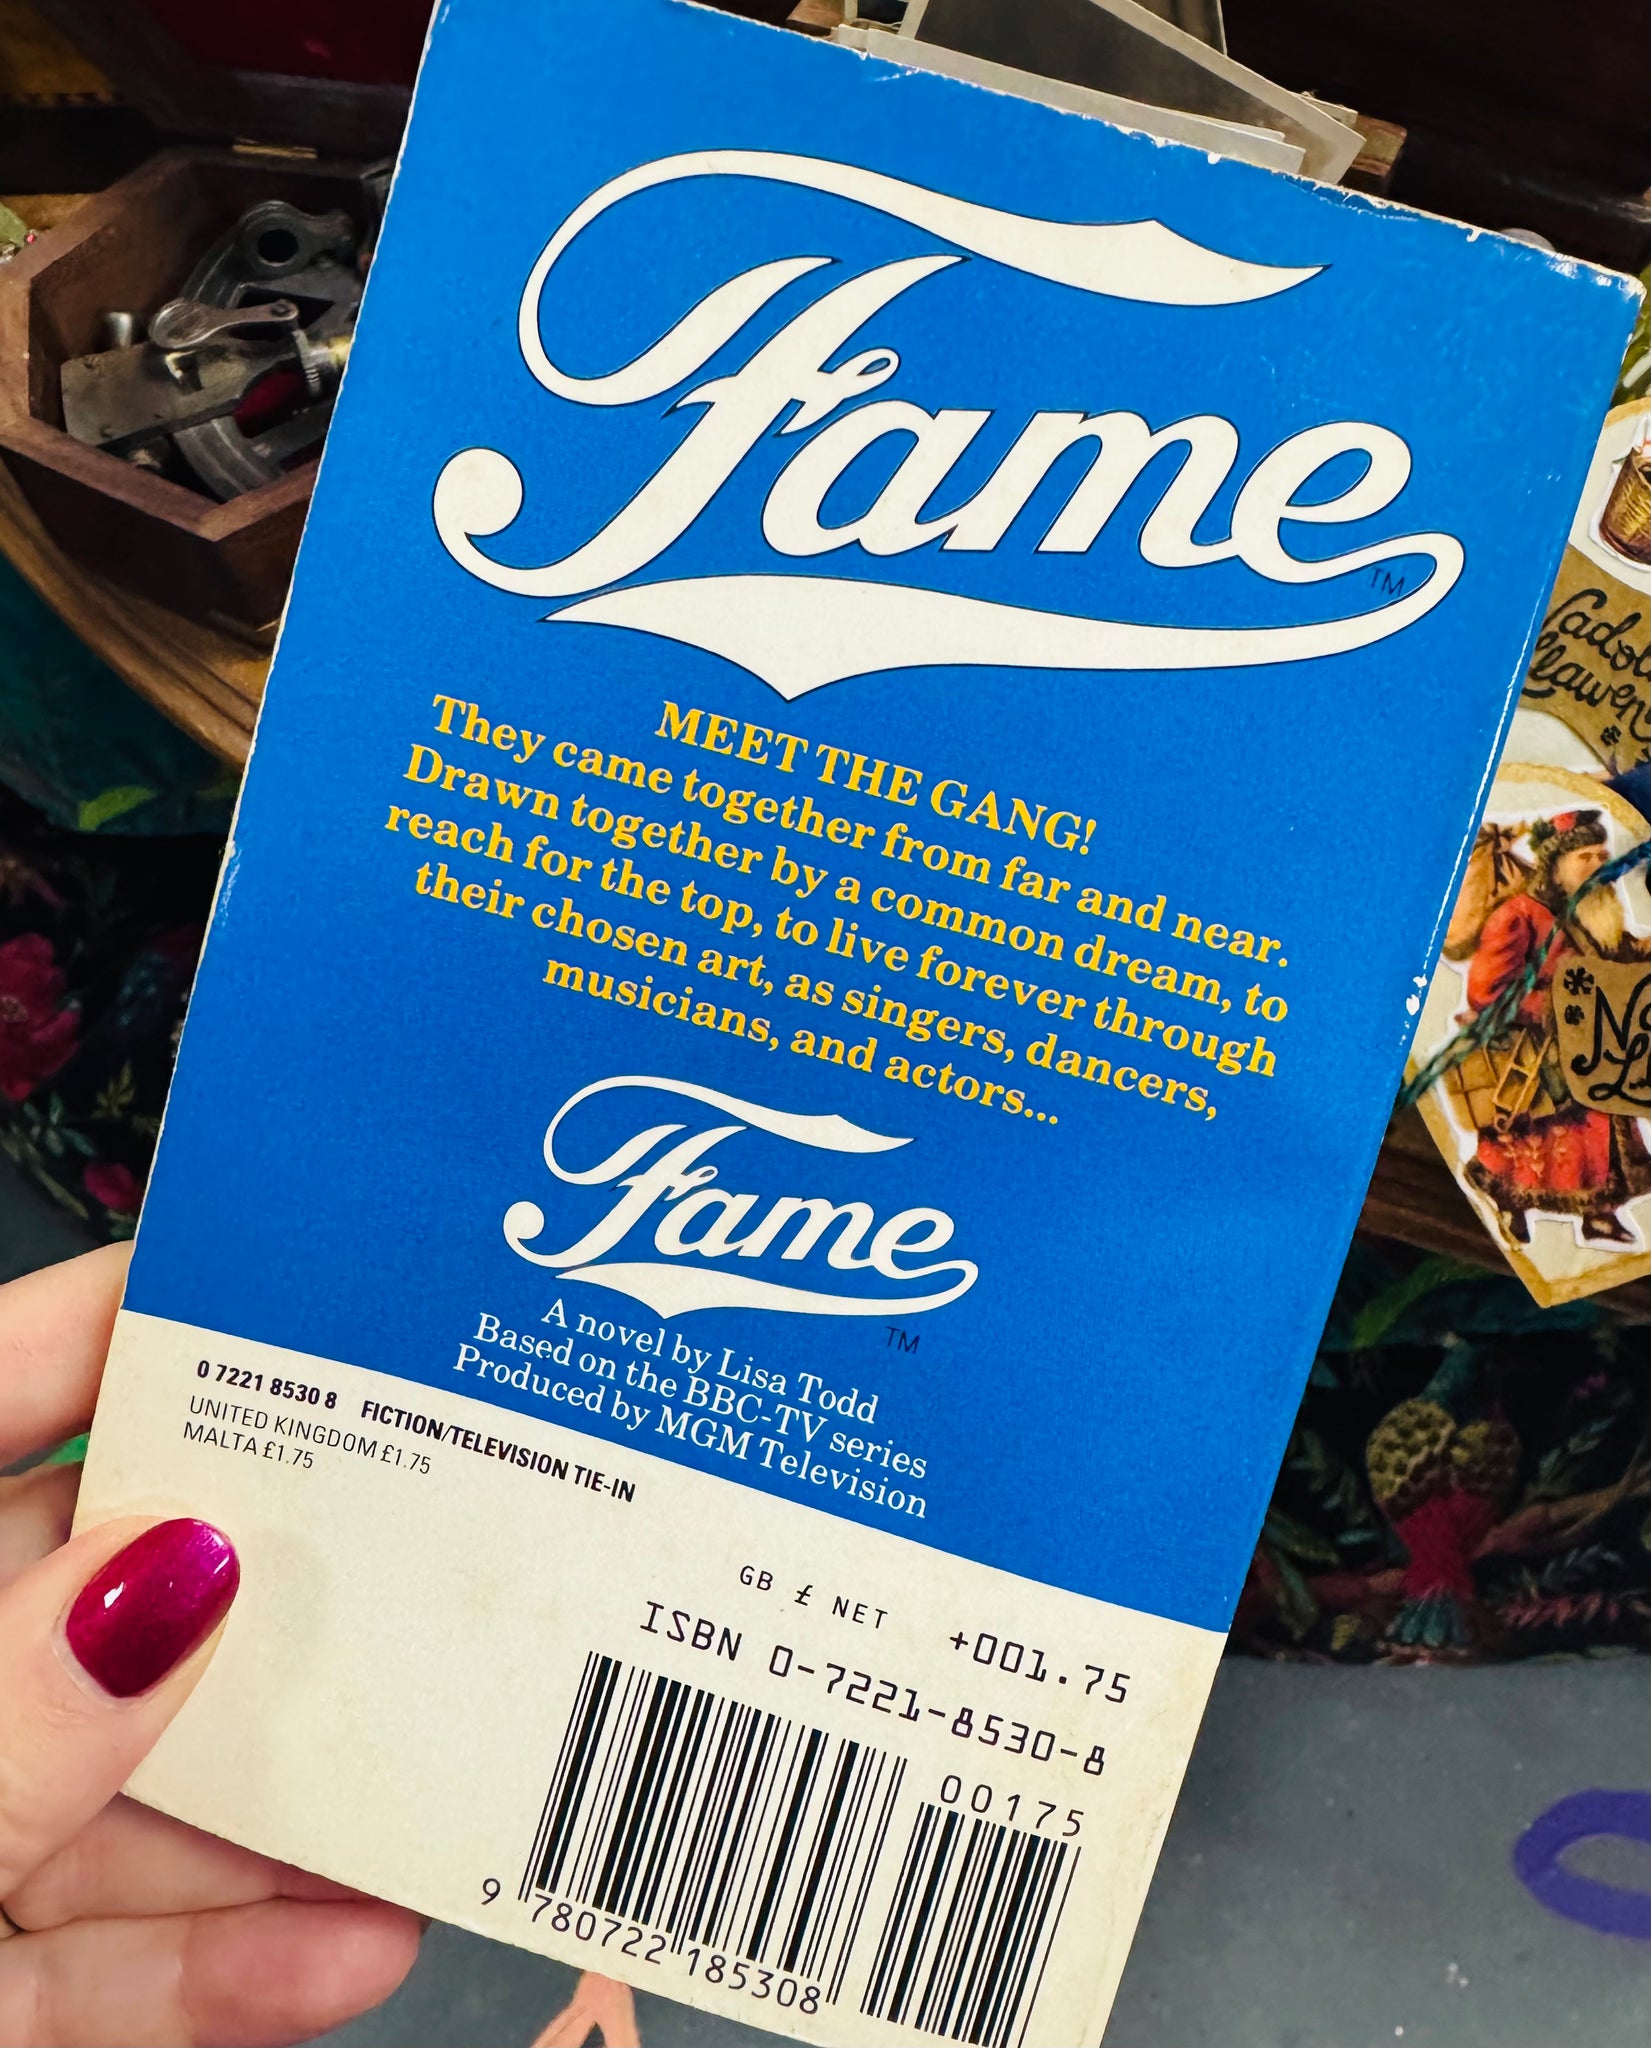 Fame
TM
MEET THE GANG!
They came together from far and near.
Drawn together by a common dream, to
reach for the top, to live forever through
their chosen art, as singers, dancers,
musicians, and actors...
Fame
TM
A novel by Lisa Todd
Based on the BBC-TV series
Produced by MGM Television
0 7221 8530 8 FICTION/TELEVISION TIE-IN
UNITED KINGDOM £1.75
MALTA £1.75
GB £ NET +001.75
ISBN 0-7221-8530-8
00175
9 780722 185308